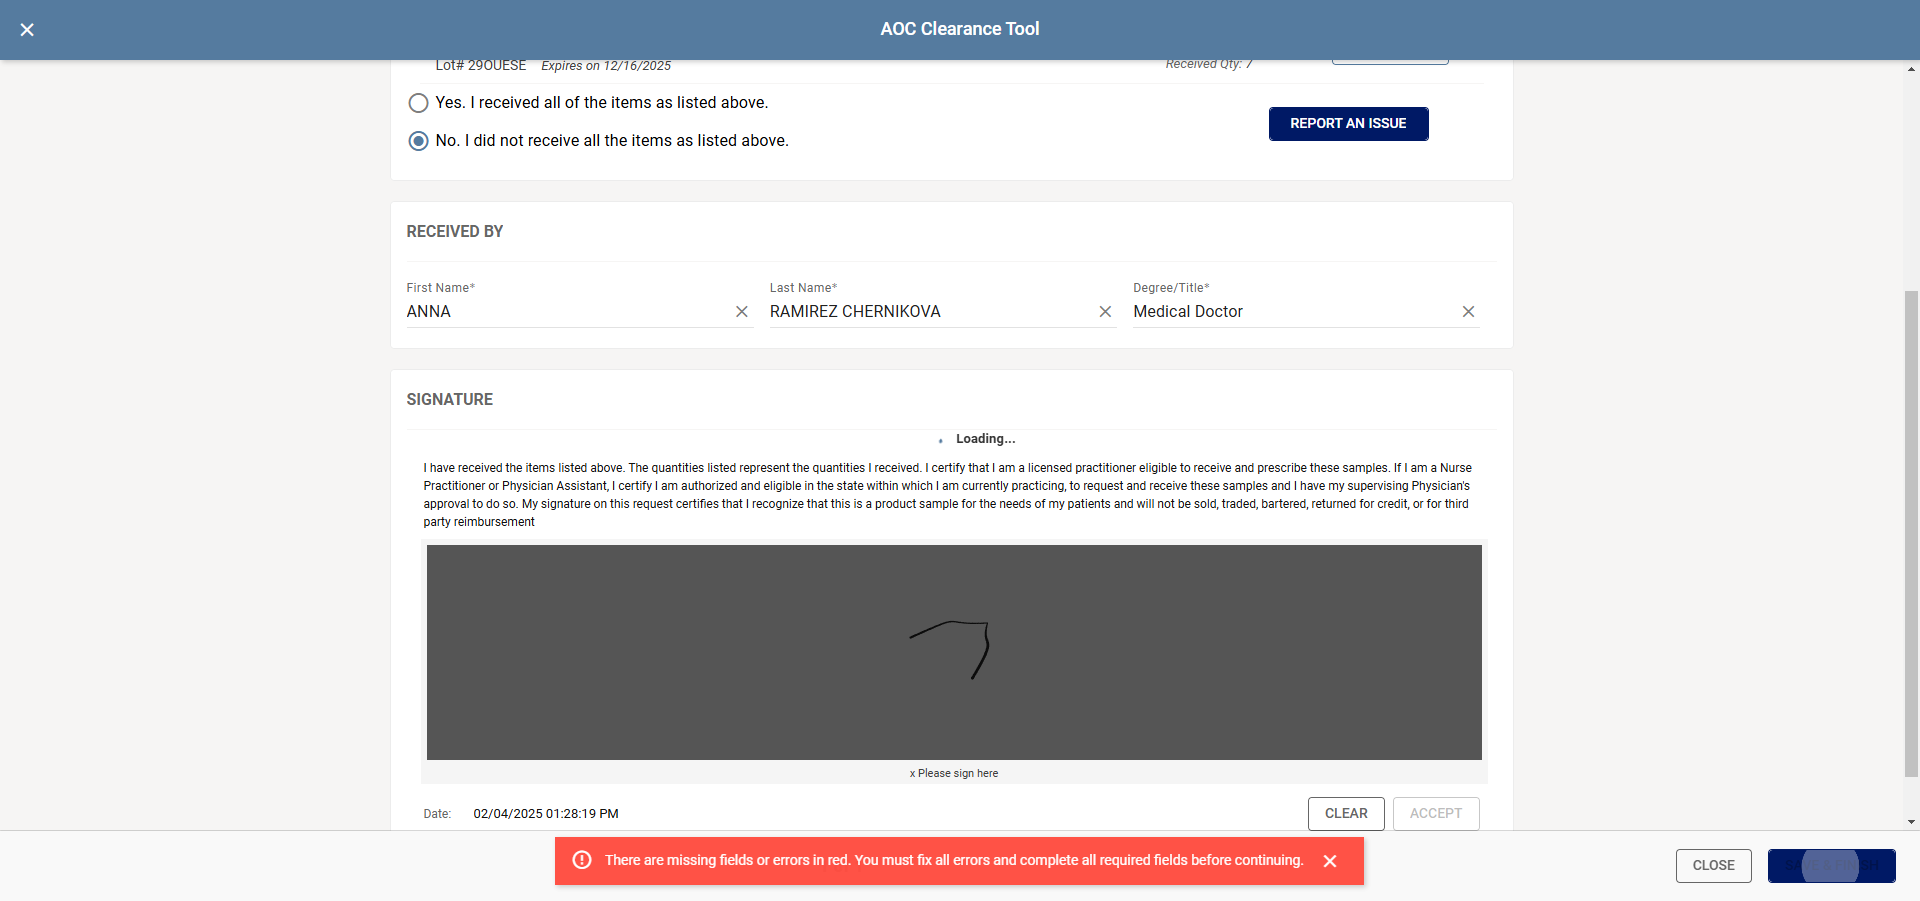 AOC Clearance Tool
Lot# 29OUESE Expires on 12/16/2025 Received Qty: 7
Yes. I received all of the items as listed above.
REPORT AN ISSUE
No. I did not receive all the items as listed above.
RECEIVED BY
First Name* Last Name* Degree/Title*
ANNA RAMIREZ CHERNIKOVA Medical Doctor
SIGNATURE
Loading...
I have received the items listed above. The quantities listed represent the quantities I received. I certify that I am a licensed practitioner eligible to receive and prescribe these samples. If I am a Nurse
Practitioner or Physician Assistant, I certify I am authorized and eligible in the state within which I am currently practicing, to request and receive these samples and I have my supervising Physician's
approval to do so. My signature on this request certifies that I recognize that this is a product sample for the needs of my patients and will not be sold, traded, bartered, returned for credit, or for third
party reimbursement
x Please sign here
Date: 02/04/2025 01:28:19 PM CLEAR ACCEPT
There are missing fields or errors in red. You must fix all errors and complete all required fields before continuing.
CLOSE